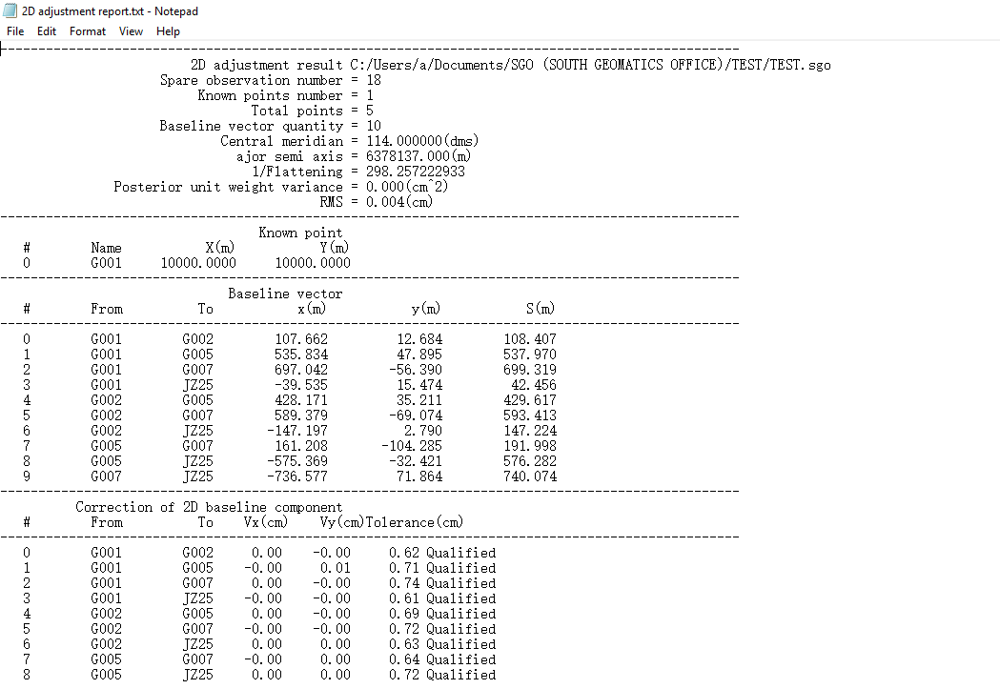 2D adjustment report.txt - Notepad
File Edit Format View Help
2D adjustment result C:/Users/a/Documents/SGO (SOUTH GEOMATICS OFFICE)/TEST/TEST.sgo
Spare observation number = 18
Known points number = 1
Total points = 5
Baseline vector quantity = 10
Central meridian = 114.000000(dms)
ajor semi axis = 6378137.000(m)
1/Flattening = 298.257222933
Posterior unit weight variance = 0.000(cm^2)
RMS = 0.004(cm)
Known point
# Name X(m) Y(m)
0 G001 10000.0000 10000.0000
Baseline vector
# From To x(m) y(m) S(m)
0 G001 G002 107.662 12.684 108.407
1 G001 G005 535.834 47.895 537.970
2 G001 G007 697.042 -56.390 699.319
3 G001 JZ25 -39.535 15.474 42.456
4 G002 G005 428.171 35.211 429.617
5 G002 G007 589.379 -69.074 593.413
6 G002 JZ25 -147.197 2.790 147.224
7 G005 G007 161.208 -104.285 191.998
8 G005 JZ25 -575.369 -32.421 576.282
9 G007 JZ25 -736.577 71.864 740.074
Correction of 2D baseline component
# From To Vx(cm) Vy(cm)Tolerance(cm)
0 G001 G002 0.00 -0.00 0.62 Qualified
1 G001 G005 -0.00 0.01 0.71 Qualified
2 G001 G007 0.00 -0.00 0.74 Qualified
3 G001 JZ25 -0.00 -0.00 0.61 Qualified
4 G002 G005 0.00 -0.00 0.69 Qualified
5 G002 G007 -0.00 -0.00 0.72 Qualified
6 G002 JZ25 0.00 0.00 0.63 Qualified
7 G005 G007 -0.00 0.00 0.64 Qualified
8 G005 JZ25 0.00 0.00 0.72 Qualified